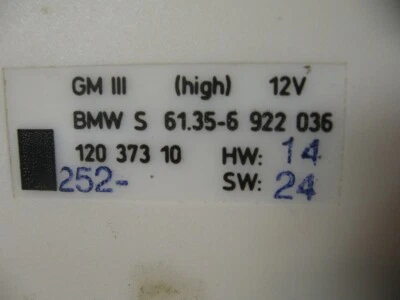 GM III (high) 12V
BMW S 61.35-6 922 036
120 373 10 HW: 14
252- SW: 24